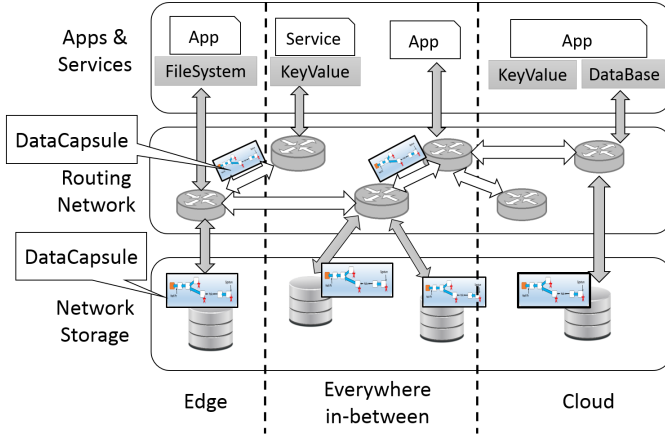 Apps &
Services
App
FileSystem
Service
KeyValue
App
App
KeyValue
DataBase
DataCapsule
Routing
Network
DataCapsule
Network
Storage
Edge
Everywhere
in-between
Cloud